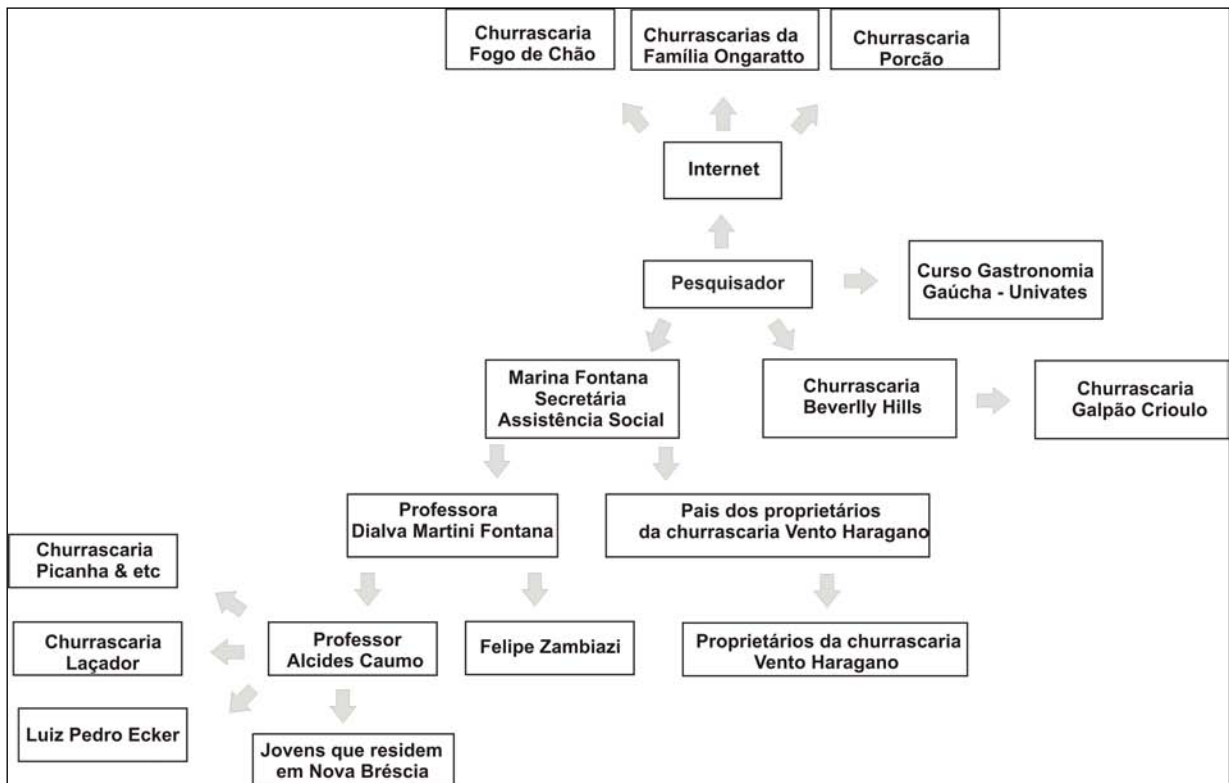 Churrascaria
Fogo de Chão
Churrascarias da
Família Ongaratto
Churrascaria
Porcão
Internet
Pesquisador
Curso Gastronomia
Gaúcha - Univates
Marina Fontana
Secretária
Assistência Social
Churrascaria
Beverlly Hills
Churrascaria
Galpão Crioulo
Professora
Dialva Martini Fontana
Pais dos proprietários
da churrascaria Vento Haragano
Churrascaria
Picanha & etc
Churrascaria
Laçador
Professor
Alcides Caumo
Felipe Zambiazi
Proprietários da churrascaria
Vento Haragano
Luiz Pedro Ecker
Jovens que residem
em Nova Bréscia